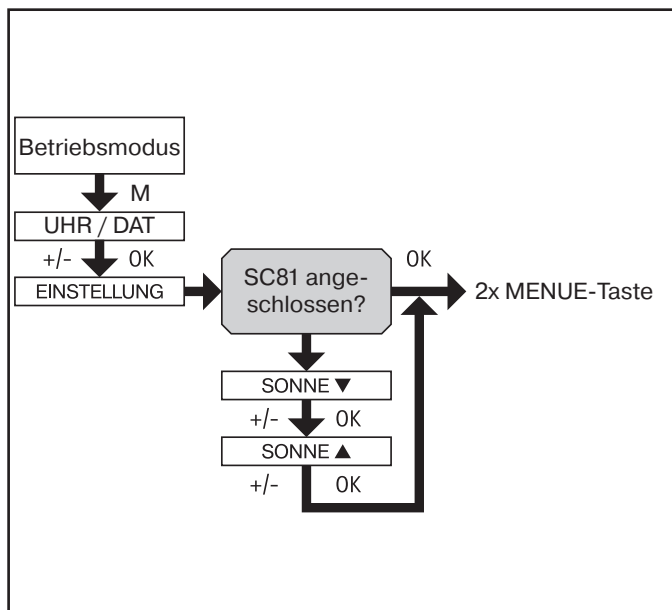 Betriebsmodus
M
UHR / DAT
+/- OK
EINSTELLUNG
SC81 ange-
schlossen?
OK
2x MENUE-Taste
SONNE ▼
+/- OK
SONNE ▲
+/- OK